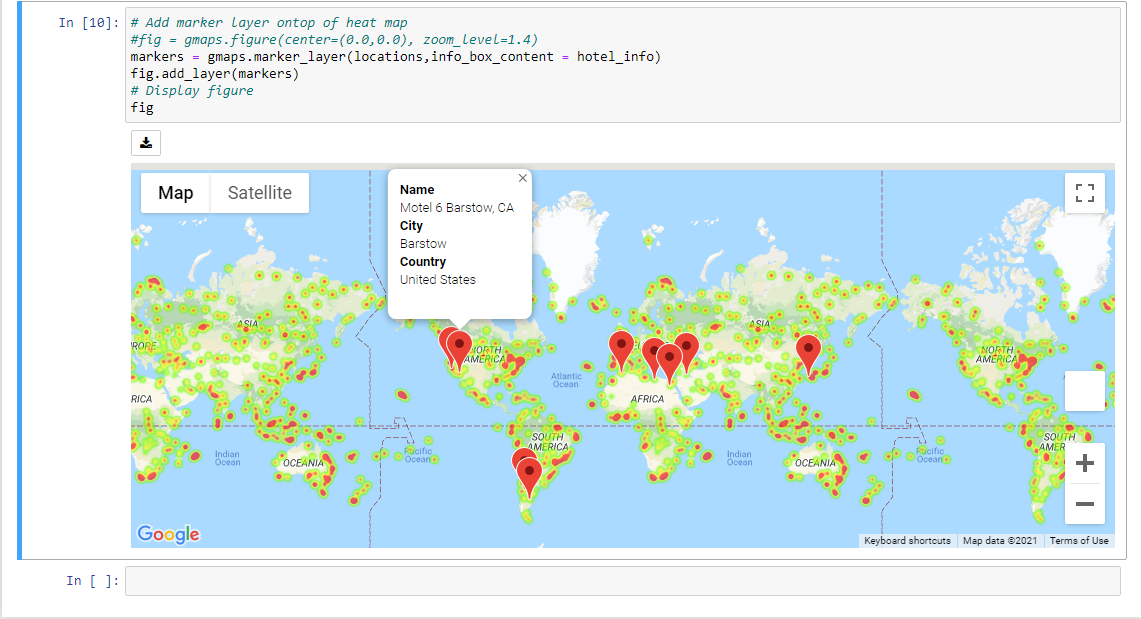 In [10]:
# Add marker layer ontop of heat map
#fig = gmaps.figure(center=(0.0,0.0), zoom_level=1.4)
markers = gmaps.marker_layer(locations,info_box_content = hotel_info)
fig.add_layer(markers)
# Display figure
fig
Map Satellite
Name
Motel 6 Barstow, CA
City
Barstow
Country
United States
ASIA
ROPE
RICA
NORTH
AMERICA
Atlantic
Ocean
ASIA
AFRICA
NORTH
AMERICA
Indian
Ocean
OCEANIA
Pacific
Ocean
SOUTH
AMERICA
Indian
Ocean
OCEANIA
Pacific
Ocean
SOUTH
AMER
Google
Keyboard shortcuts Map data ©2021 Terms of Use
In [ ]: